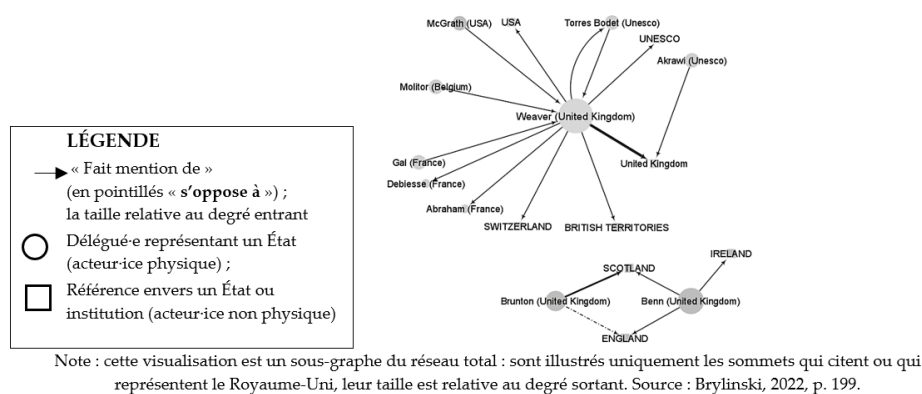 McGrath (USA)
USA
Torres Bodet (Unesco)
UNESCO
Akrawi (Unesco)
Molitor (Belgium)
Weaver (United Kingdom)
Gal (France)
United Kingdom
Debiesse (France)
Abraham (France)
SWITZERLAND
BRITISH TERRITORIES
IRELAND
SCOTLAND
Brunton (United Kingdom)
Benn (United Kingdom)
ENGLAND
LÉGENDE
« Fait mention de »
(en pointillés « s’oppose à ») ;
la taille relative au degré entrant
Délégué·e représentant un État
(acteur·ice physique) ;
Référence envers un État ou
institution (acteur·ice non physique)
Note : cette visualisation est un sous-graphe du réseau total : sont illustrés uniquement les sommets qui citent ou qui
représentent le Royaume-Uni, leur taille est relative au degré sortant. Source : Brylinski, 2022, p. 199.